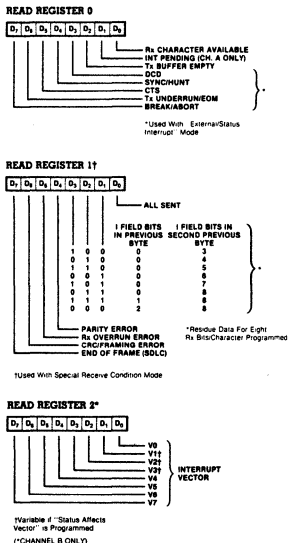 READ REGISTER 0
D7 D6 D5 D4 D3 D2 D1 D0
Rx CHARACTER AVAILABLE
INT PENDING (CH. A ONLY)
Tx BUFFER EMPTY
DCD
SYNC/HUNT
CTS
Tx UNDERRUN/EOM
BREAK/ABORT
*
*Used With External/Status
Interrupt" Mode
READ REGISTER 1†
D7 D6 D5 D4 D3 D2 D1 D0
ALL SENT
I FIELD BITS I FIELD BITS IN
IN PREVIOUS SECOND PREVIOUS
BYTE BYTE
1 0 0 0 3
0 1 0 0 4
1 1 0 0 5
0 0 1 0 6
1 0 1 0 7
0 1 1 0 8
1 1 1 1 8
0 0 0 2 8
*
PARITY ERROR
Rx OVERRUN ERROR
CRC/FRAMING ERROR
END OF FRAME (SDLC)
*Residue Data For Eight
Rx Bits/Character Programmed
†Used With Special Receive Condition Mode
READ REGISTER 2*
D7 D6 D5 D4 D3 D2 D1 D0
V0
V1†
V2†
V3†
V4
V5
V6
V7
INTERRUPT
VECTOR
†Variable if "Status Affects
Vector" is Programmed
(*CHANNEL B ONLY)